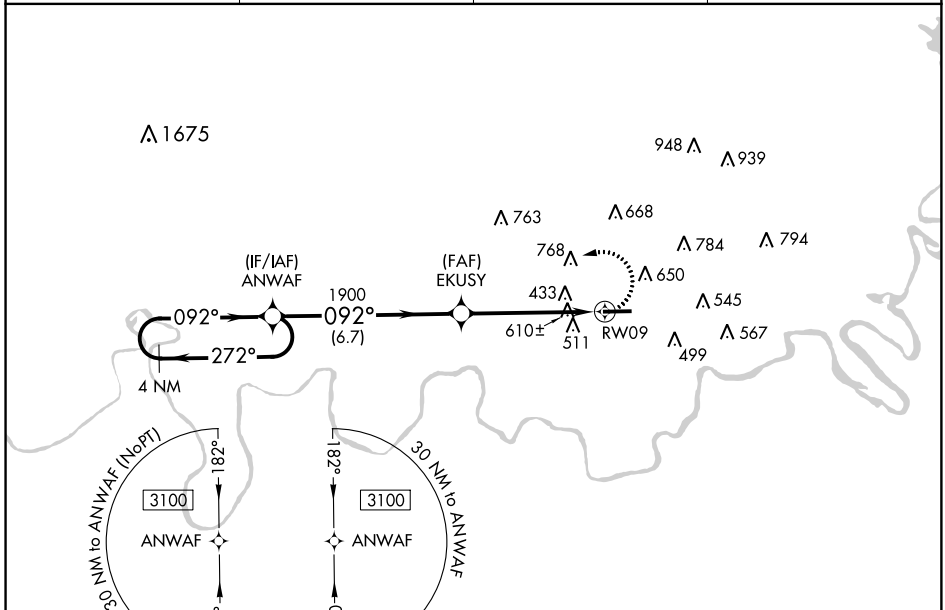 1675
948
939
763
668
768
784
794
(IF/IAF)
ANWAF
(FAF)
EKUSY
650
433
1900
092°
092°
(6.7)
545
610±
511
RW09
567
499
272°
4 NM
30 NM to ANWAF (NoPT)
182°
182°
30 NM to ANWAF
3100
3100
ANWAF
ANWAF